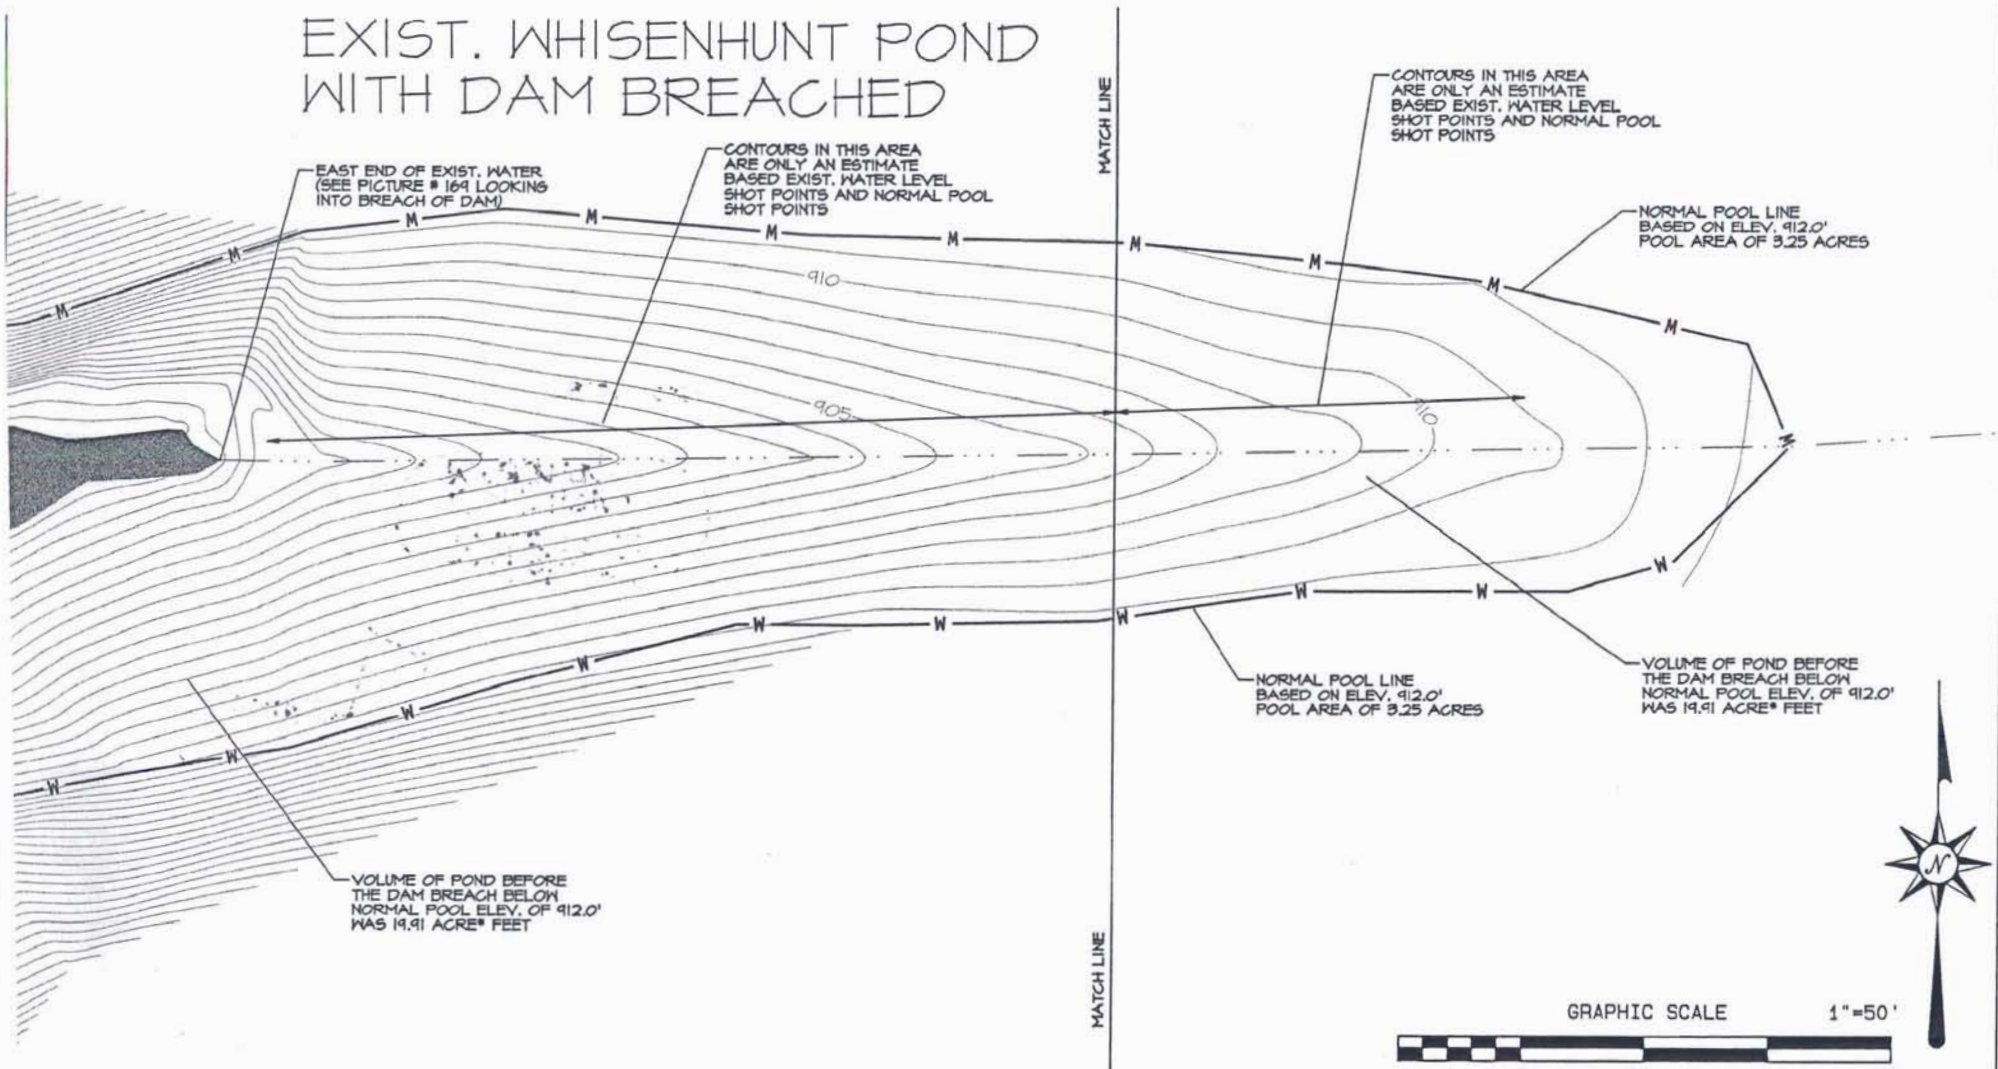 EXIST. WHISENHUNT POND
WITH DAM BREACHED
EAST END OF EXIST. WATER
(SEE PICTURE # 169 LOOKING
INTO BREACH OF DAM)
CONTOURS IN THIS AREA
ARE ONLY AN ESTIMATE
BASED EXIST. WATER LEVEL
SHOT POINTS AND NORMAL POOL
SHOT POINTS
MATCH LINE
CONTOURS IN THIS AREA
ARE ONLY AN ESTIMATE
BASED EXIST. WATER LEVEL
SHOT POINTS AND NORMAL POOL
SHOT POINTS
NORMAL POOL LINE
BASED ON ELEV. 912.0'
POOL AREA OF 3.25 ACRES
W
W
W
W
W
W
W
W
W
W
W
910
905
910
W
W
W
W
W
W
W
W
W
W
NORMAL POOL LINE
BASED ON ELEV. 912.0'
POOL AREA OF 3.25 ACRES
VOLUME OF POND BEFORE
THE DAM BREACH BELOW
NORMAL POOL ELEV. OF 912.0'
WAS 19.91 ACRE* FEET
VOLUME OF POND BEFORE
THE DAM BREACH BELOW
NORMAL POOL ELEV. OF 912.0'
WAS 19.91 ACRE* FEET
MATCH LINE
N
GRAPHIC SCALE 1"=50'